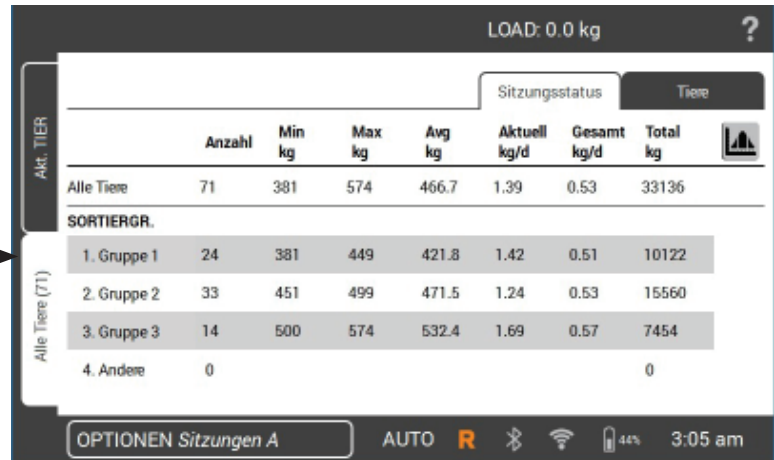 LOAD: 0.0 kg ?
Akt. TIER
Alle Tiere (71)
Sitzungsstatus Tiere
Anzahl Min kg Max kg Avg kg Aktuell kg/d Gesamt kg/d Total kg
Alle Tiere 71 381 574 466.7 1.39 0.53 33136
SORTIERGR.
1. Gruppe 1 24 381 449 421.8 1.42 0.51 10122
2. Gruppe 2 33 451 499 471.5 1.24 0.53 15560
3. Gruppe 3 14 500 574 532.4 1.69 0.57 7454
4. Andere 0 0
OPTIONEN Sitzungen A AUTO R 44% 3:05 am